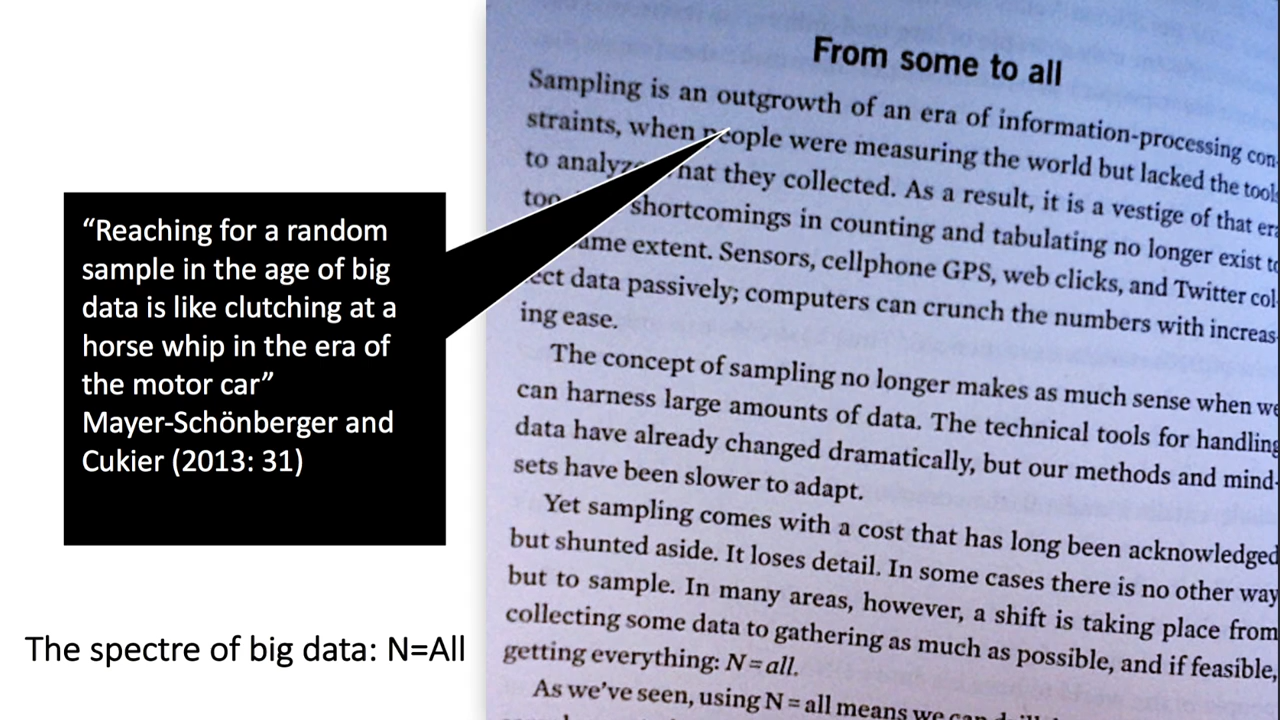 “Reaching for a random
sample in the age of big
data is like clutching at a
horse whip in the era of
the motor car”
Mayer-Schönberger and
Cukier (2013: 31)
The spectre of big data: N=All
From some to all
Sampling is an outgrowth of an era of information-processing con-
straints, when people were measuring the world but lacked the tools
to analyze what they collected. As a result, it is a vestige of that era
shortcomings in counting and tabulating no longer exist to
ame extent. Sensors, cellphone GPS, web clicks, and Twitter col-
ect data passively; computers can crunch the numbers with increas-
ing ease.
The concept of sampling no longer makes as much sense when we
can harness large amounts of data. The technical tools for handling
data have already changed dramatically, but our methods and mind-
sets have been slower to adapt.
Yet sampling comes with a cost that has long been acknowledged
but shunted aside. It loses detail. In some cases there is no other way
but to sample. In many areas, however, a shift is taking place from
collecting some data to gathering as much as possible, and if feasible,
getting everything: N = all.
As we’ve seen, using N = all means we can